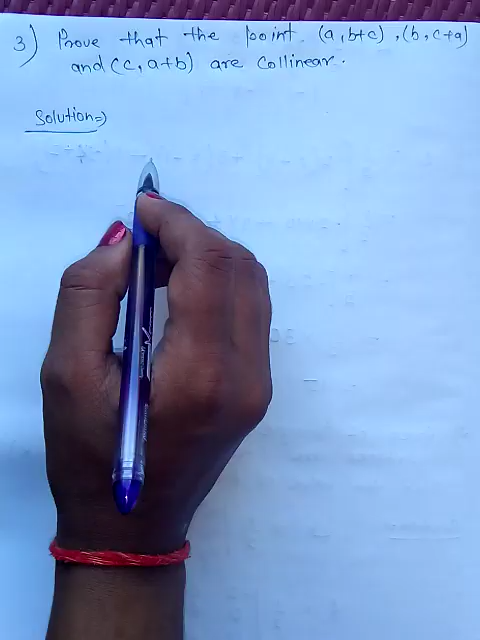 3) Prove that the point (a, b+c), (b, c+a)
and (c, a+b) are collinear.
Solution=>